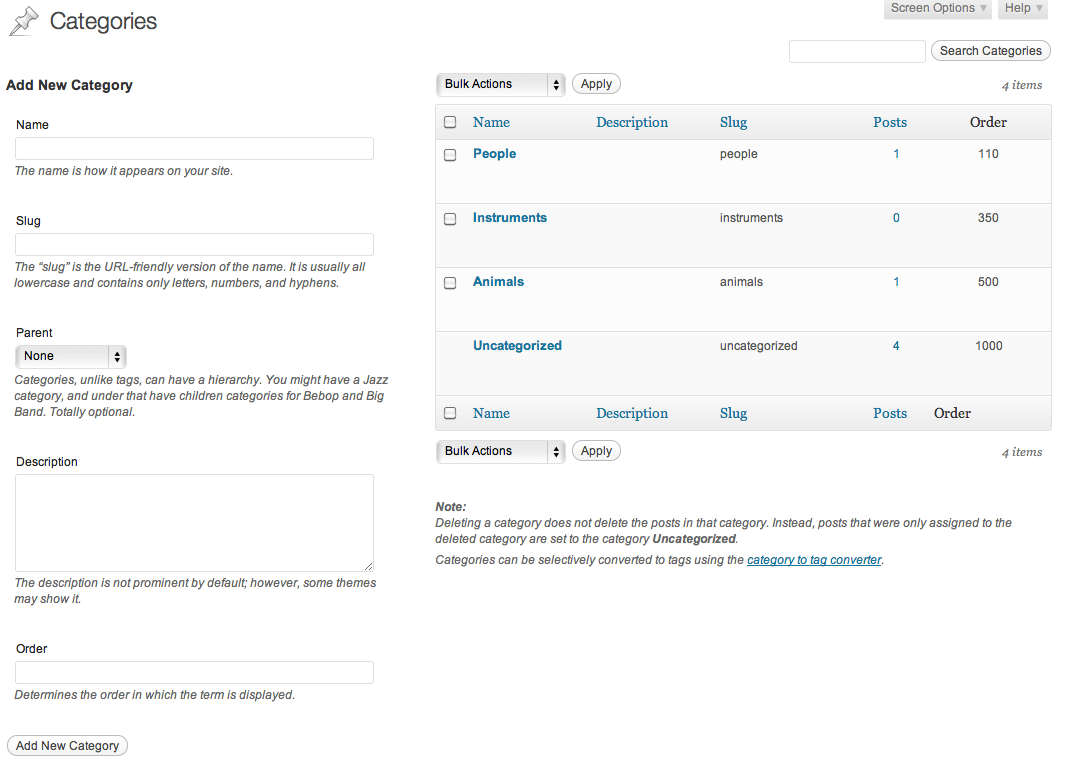 Categories
Screen Options
Help
Search Categories
Add New Category
Name
The name is how it appears on your site.
Slug
The “slug” is the URL-friendly version of the name. It is usually all
lowercase and contains only letters, numbers, and hyphens.
Parent
None
Categories, unlike tags, can have a hierarchy. You might have a Jazz
category, and under that have children categories for Bebop and Big
Band. Totally optional.
Description
The description is not prominent by default; however, some themes
may show it.
Order
Determines the order in which the term is displayed.
Add New Category
Bulk Actions Apply 4 items
Name Description Slug Posts Order
People people 1 110
Instruments instruments 0 350
Animals animals 1 500
Uncategorized uncategorized 4 1000
Name Description Slug Posts Order
Bulk Actions Apply 4 items
Note:
Deleting a category does not delete the posts in that category. Instead, posts that were only assigned to the
deleted category are set to the category Uncategorized.
Categories can be selectively converted to tags using the category to tag converter.